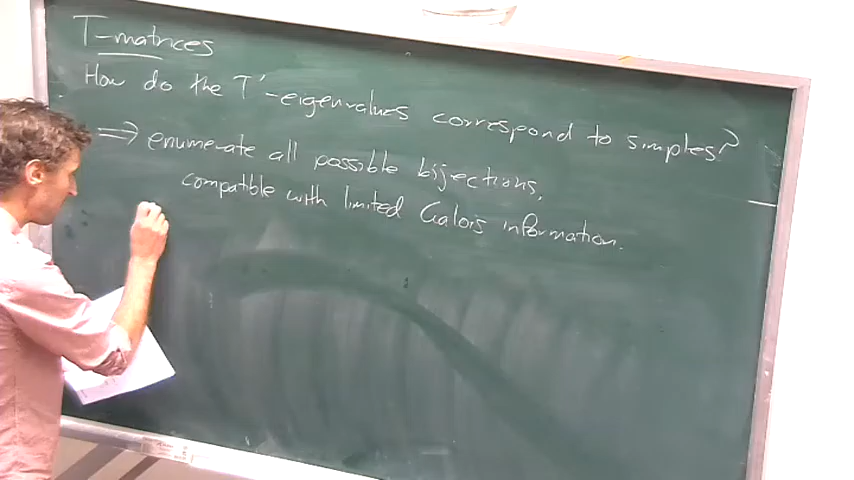 T-matrices
How do the T'-eigenvalues correspond to simples?
⟹ enumerate all possible bijections,
compatible with limited Galois information.